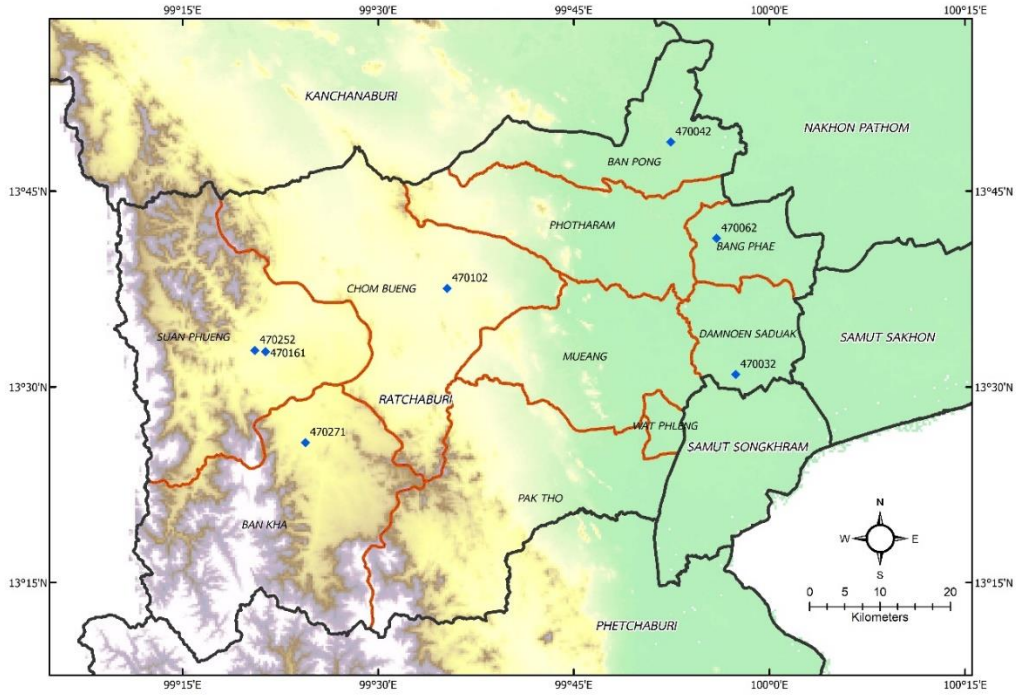 99°15'E 99°30'E 99°45'E 100°0'E 100°15'E
KANCHANABURI
NAKHON PATHOM
470042
BAN PONG
13°45'N 13°45'N
PHOTHARAM
470062
BANG PHAE
470102
CHOM BUENG
SUAN PHUENG
470252
470161
DAMNOEN SADUAK
SAMUT SAKHON
MUEANG
470032
13°30'N 13°30'N
RATCHABURI
WAT PHLENG
470271
SAMUT SONGKHRAM
PAK THO
BAN KHA
N
W E
S
13°15'N 13°15'N
0 5 10 20
Kilometers
PHETCHABURI
99°15'E 99°30'E 99°45'E 100°0'E 100°15'E